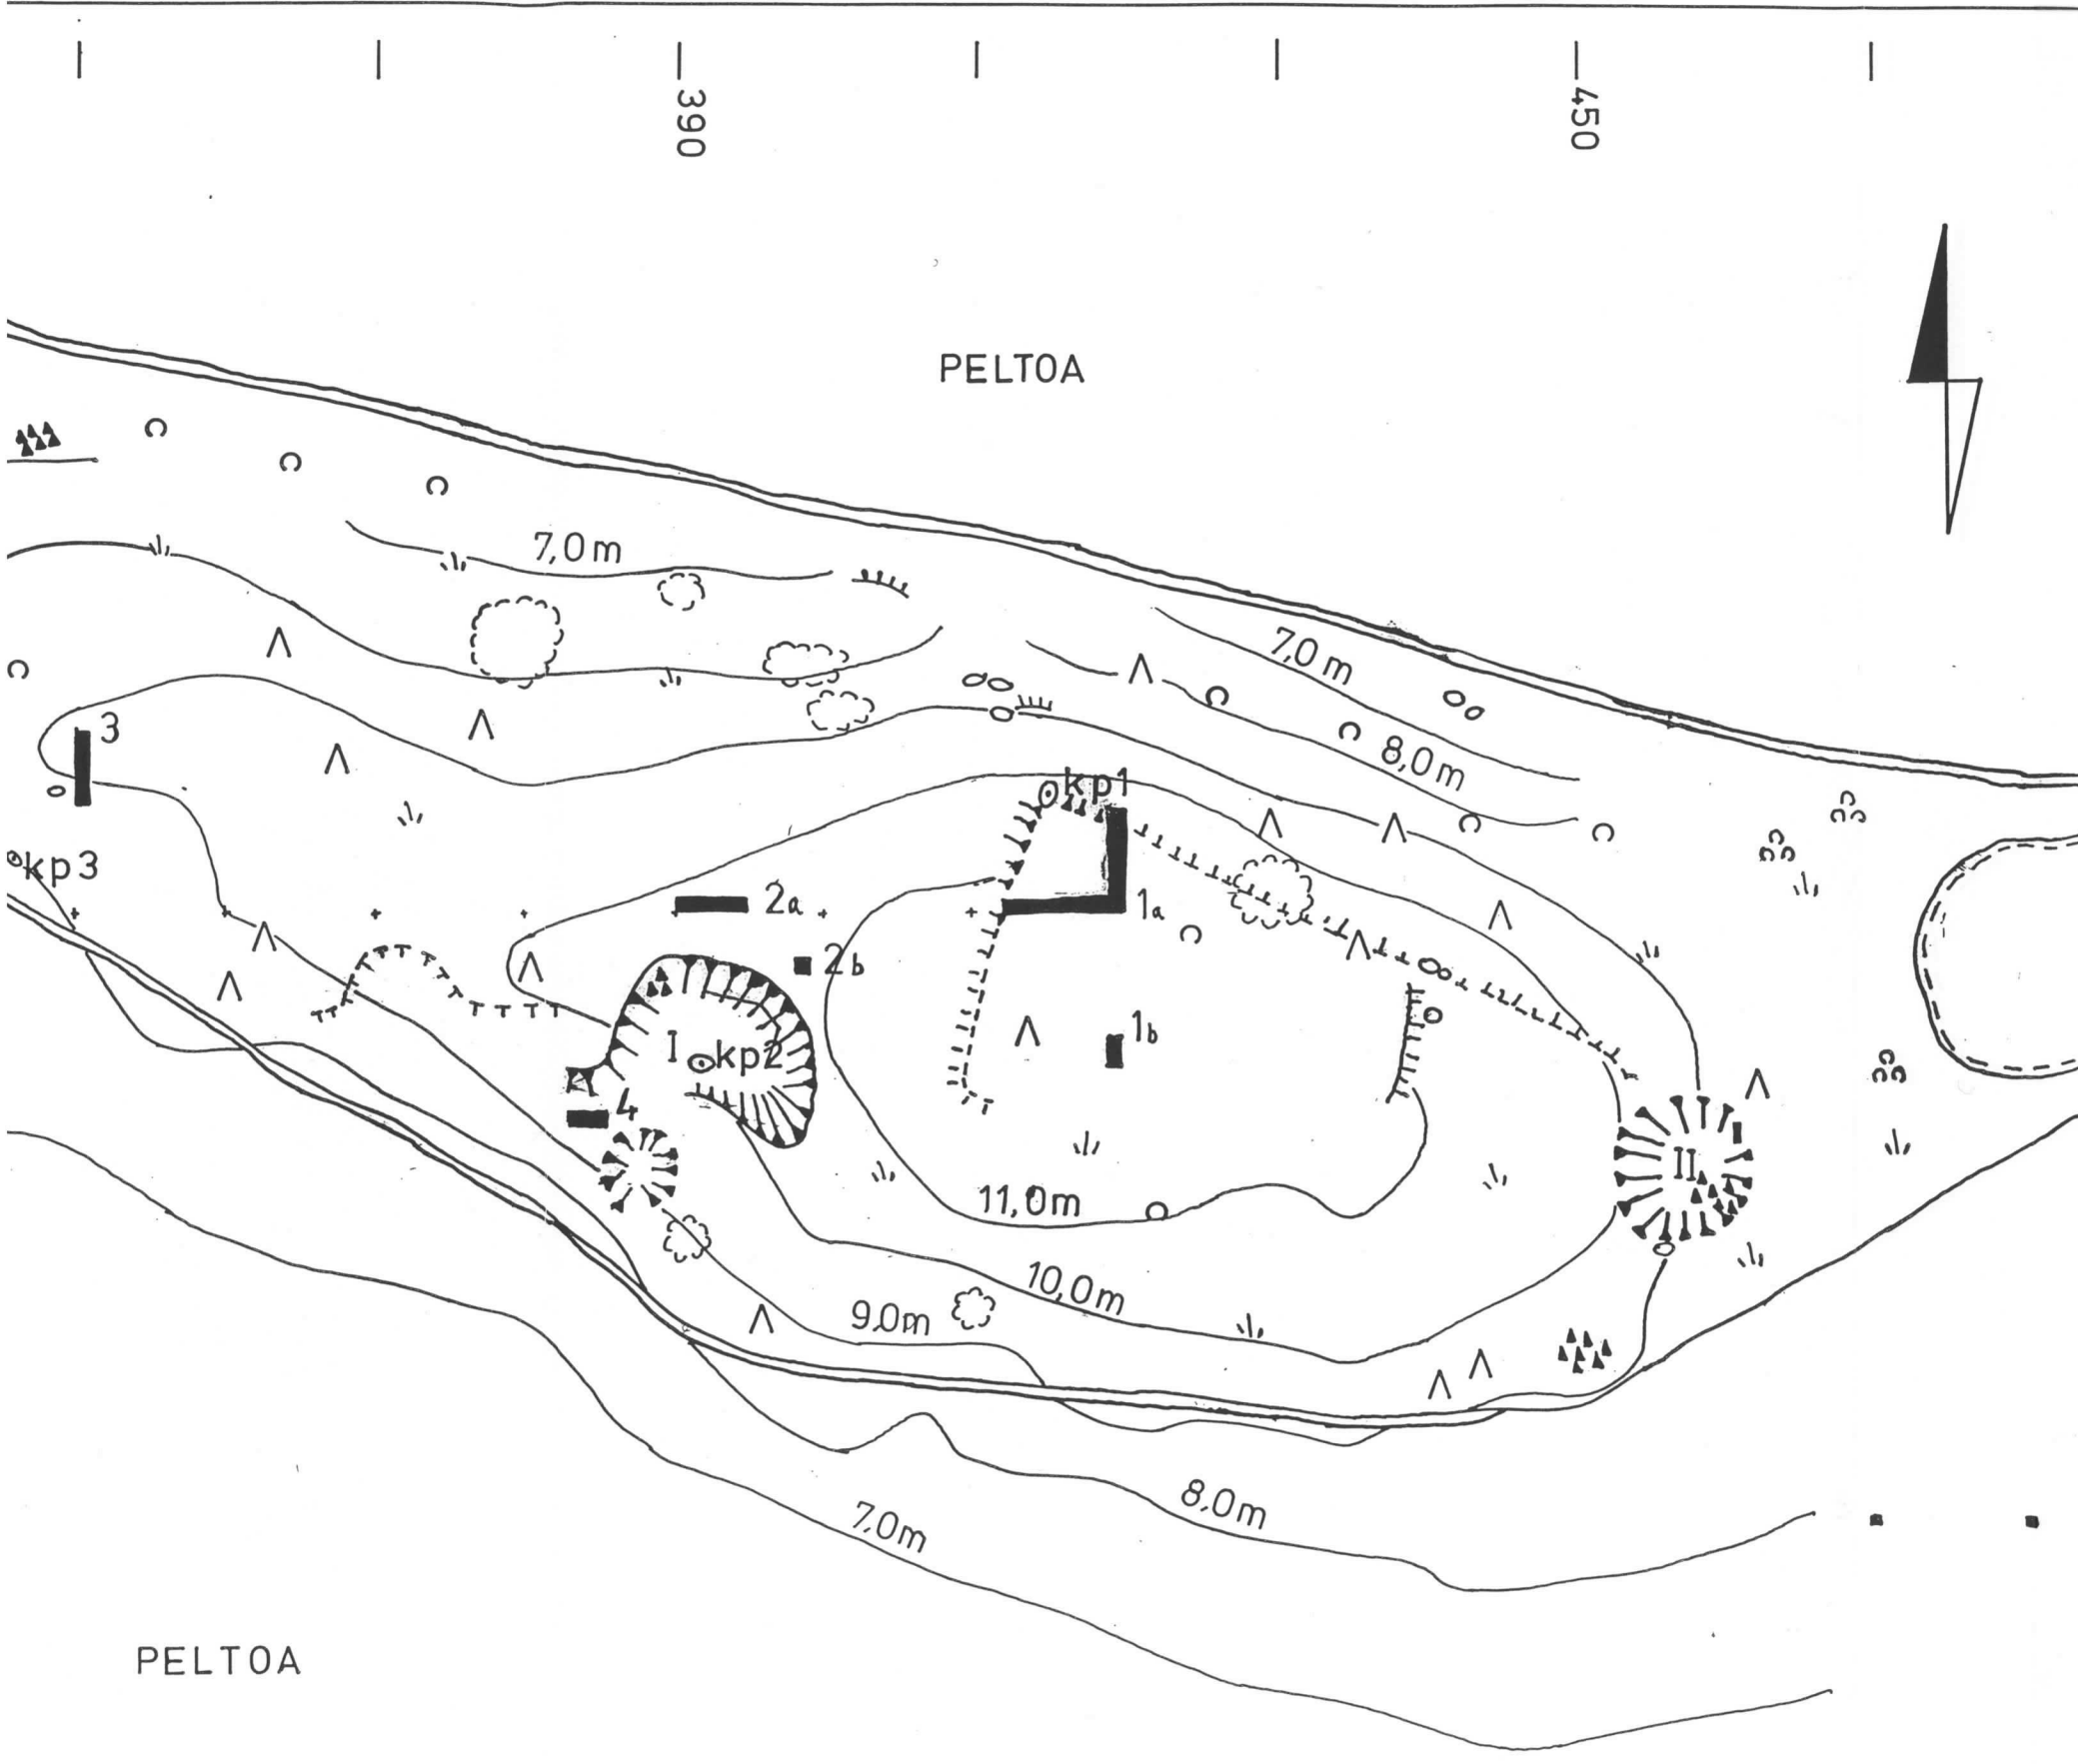 390
450
PELTOA
7,0m
7,0m
8,0m
3
kp1
kp3
2a
1a
2b
1b
I
kp2
4
II
11,0m
10,0m
9.0m
8,0m
7,0m
PELTOA